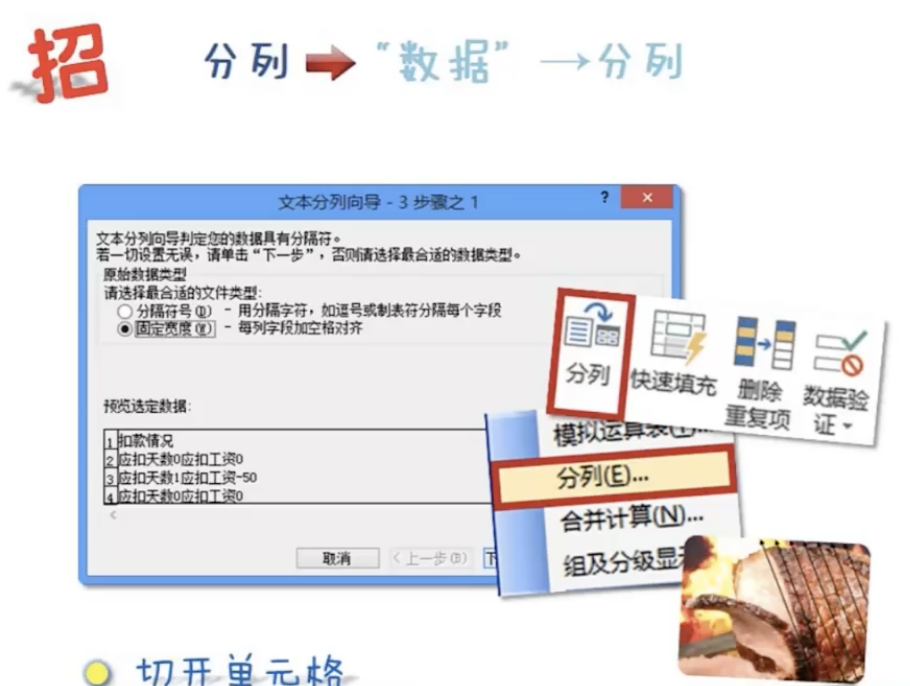 招
分列 “数据” →分列
文本分列向导 - 3 步骤之 1
?
文本分列向导判定您的数据具有分隔符。
若一切设置无误，请单击“下一步”，否则请选择最合适的数据类型。
原始数据类型
请选择最合适的文件类型:
分隔符号(D) - 用分隔字符，如逗号或制表符分隔每个字段
固定宽度(W) - 每列字段加空格对齐
预览选定数据:
1 扣款情况
2 应扣天数0应扣工资0
3 应扣天数1应扣工资-50
4 应扣天数0应扣工资0
取消
< 上一步(B)
下
分列
快速填充
删除
重复项
数据验
证
模拟运算表(T)...
分列(E)...
合并计算(N)...
组及分级显
切开单元格